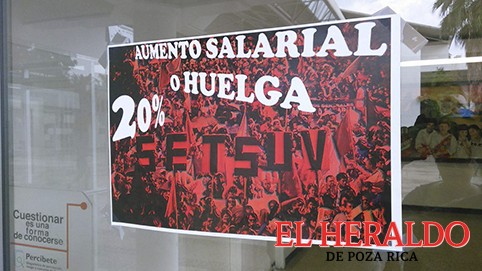 AUMENTO SALARIAL
O HUELGA
20%
SETSUV
Cuestionar
es una
forma
de conocerse
Percíbete
EL HERALDO
DE POZA RICA